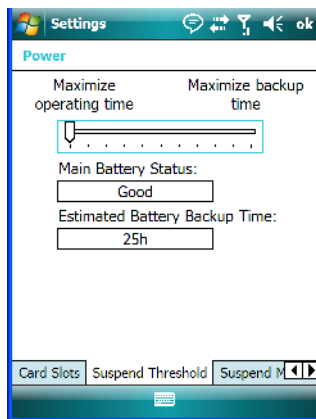 Settings
ok
Power
Maximize operating time
Maximize backup time
Main Battery Status:
Good
Estimated Battery Backup Time:
25h
Card Slots
Suspend Threshold
Suspend